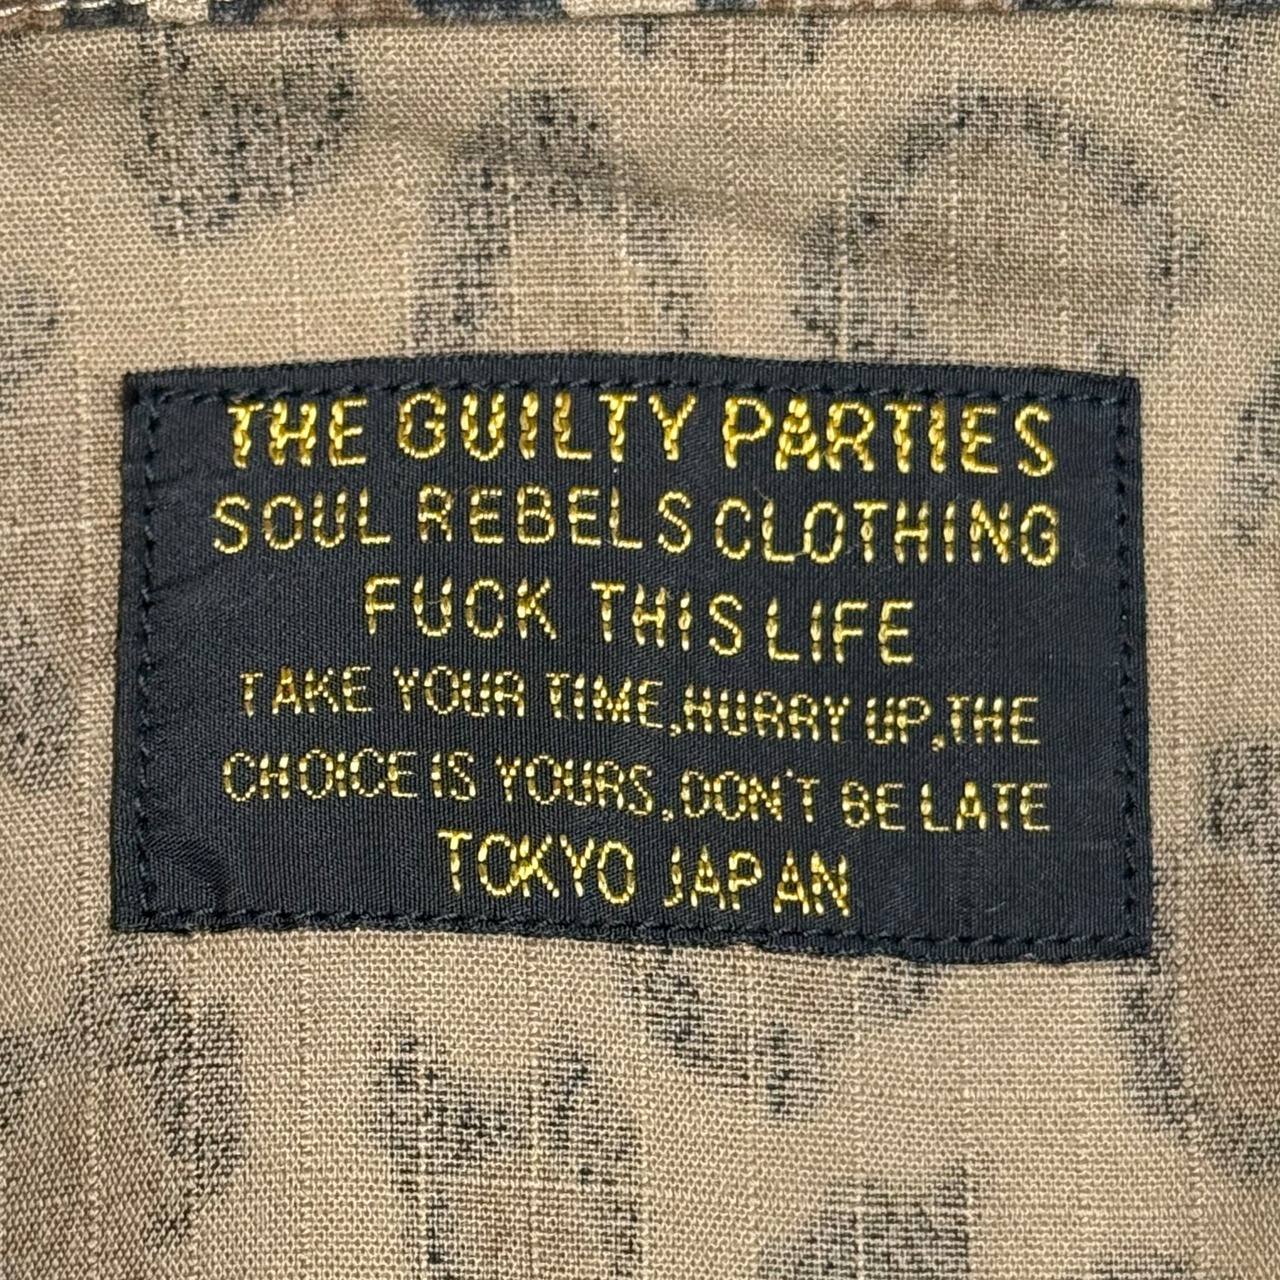 THE GUILTY PARTIES
SOUL REBELS CLOTHING
FUCK THIS LIFE
TAKE YOUR TIME,HURRY UP,THE
CHOICE IS YOURS,DON'T BE LATE
TOKYO JAPAN